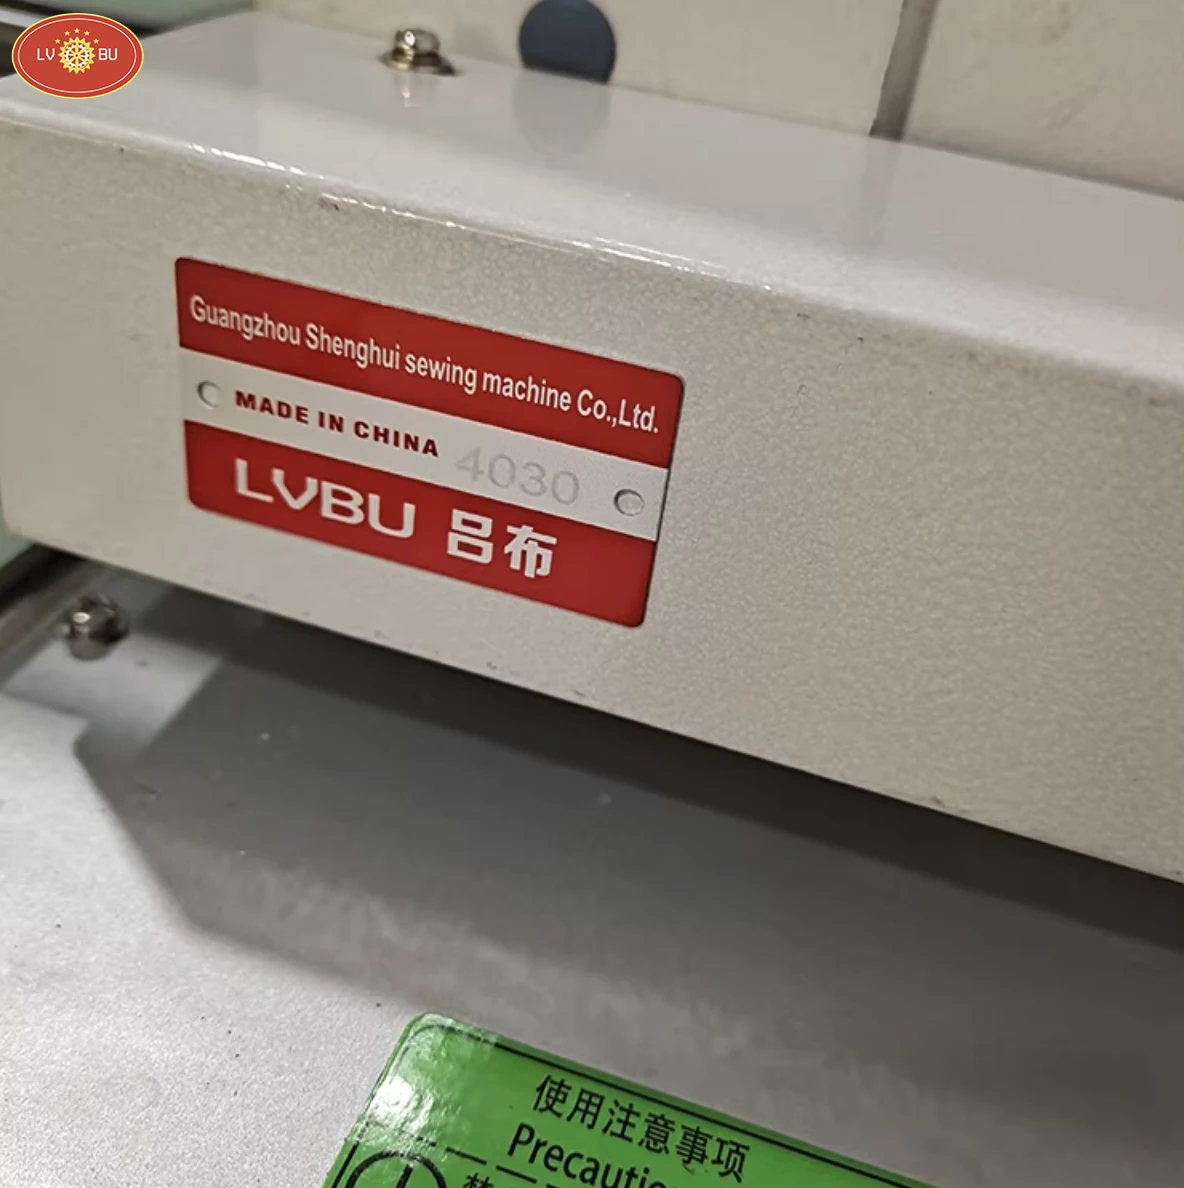 LV BU
Guangzhou Shenghui sewing machine Co.,Ltd.
MADE IN CHINA 4030
LVBU 吕布
使用注意事项